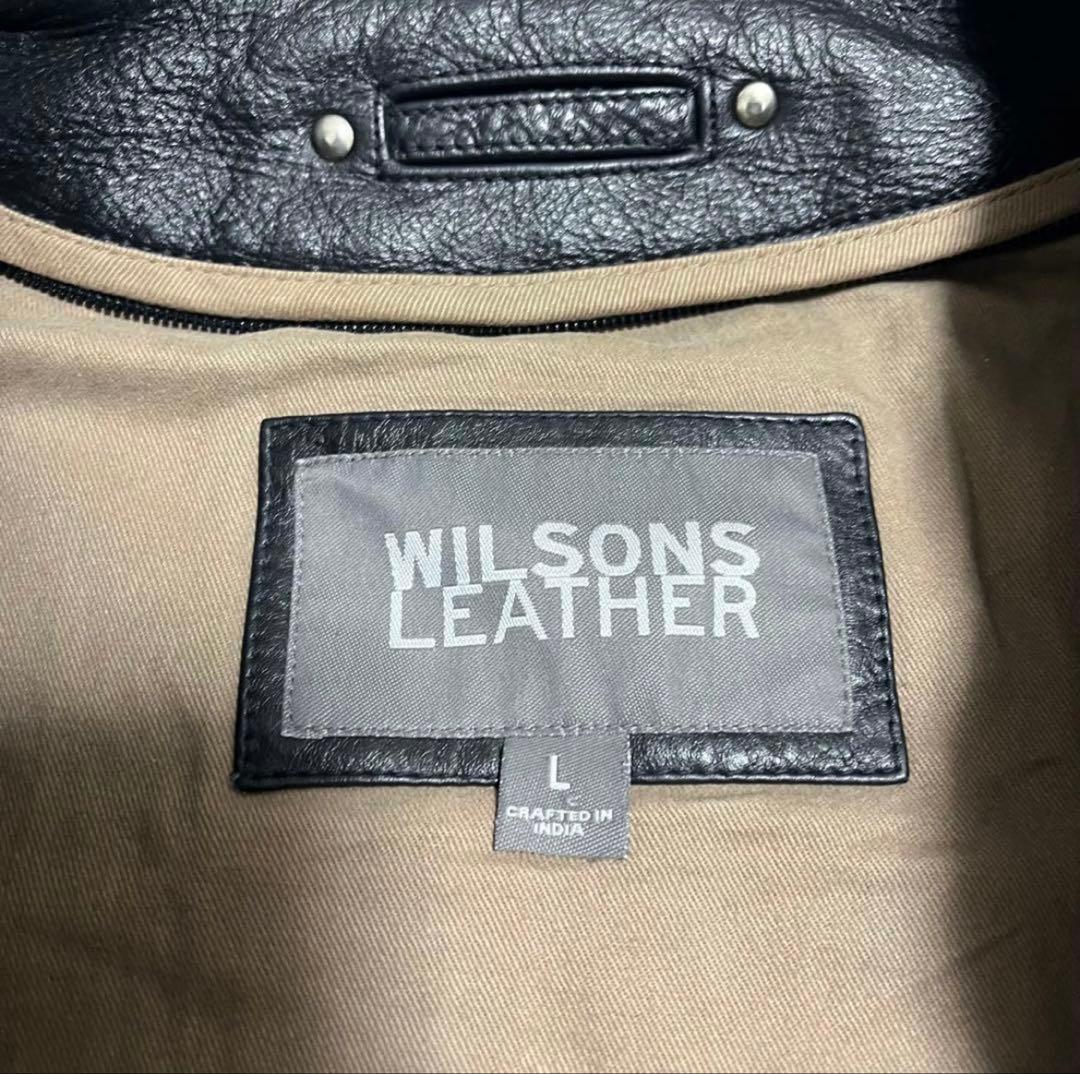 WILSONS
LEATHER
L
CRAFTED IN
INDIA